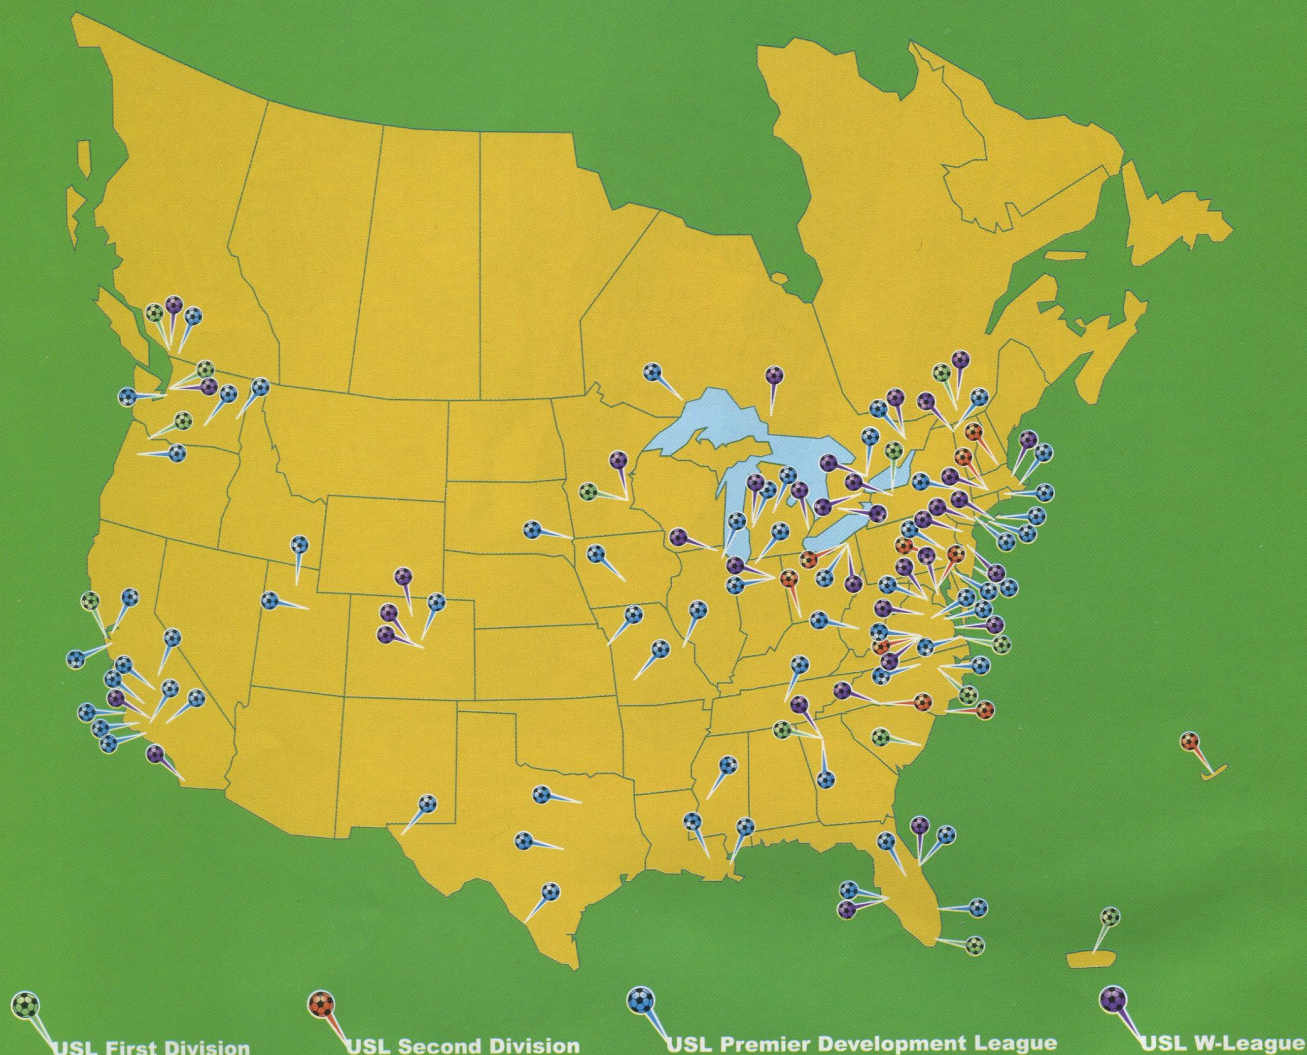 USL First Division
USL Second Division
USL Premier Development League
USL W-League